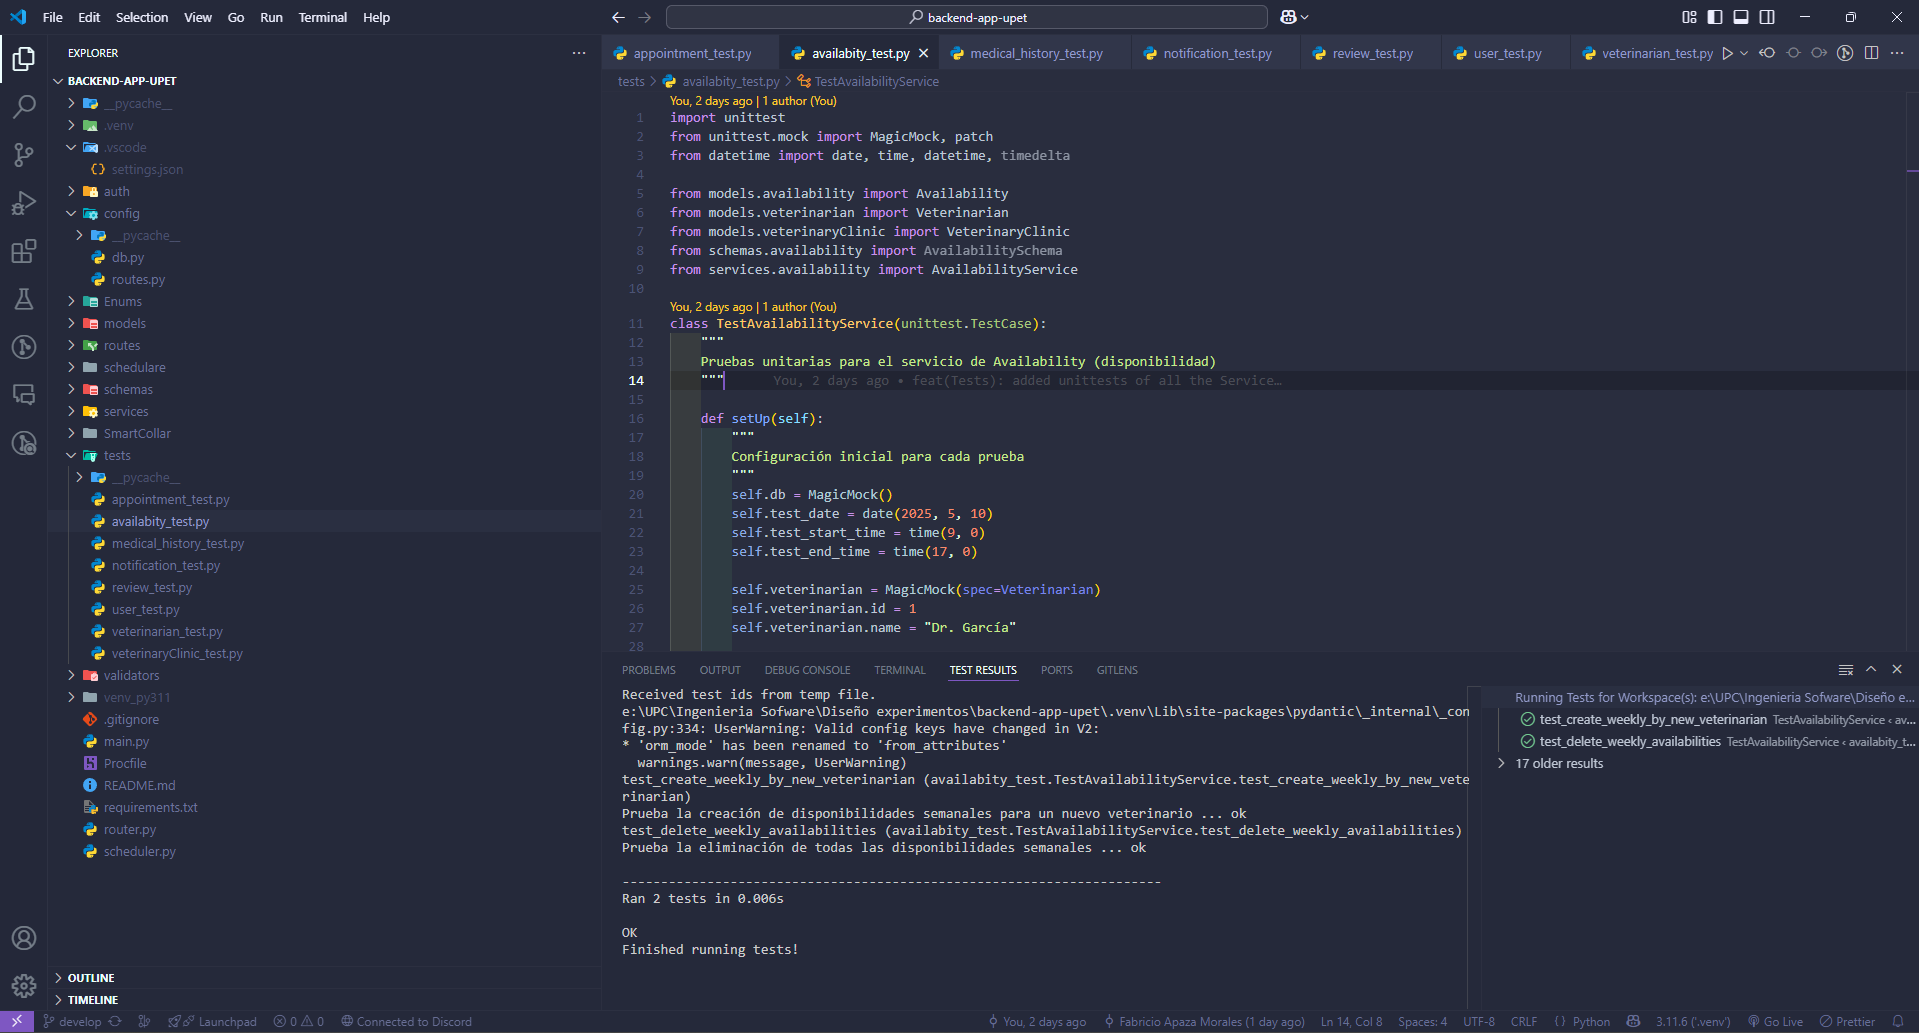 File Edit Selection View Go Run Terminal Help
backend-app-upet
EXPLORER
BACKEND-APP-UPET
__pycache__
.venv
.vscode
settings.json
auth
config
__pycache__
db.py
routes.py
Enums
models
routes
schedulare
schemas
services
SmartCollar
tests
__pycache__
appointment_test.py
availabity_test.py
medical_history_test.py
notification_test.py
review_test.py
user_test.py
veterinarian_test.py
veterinaryClinic_test.py
validators
venv_py311
.gitignore
main.py
Procfile
README.md
requirements.txt
router.py
scheduler.py
OUTLINE
TIMELINE
appointment_test.py availabity_test.py medical_history_test.py notification_test.py review_test.py user_test.py veterinarian_test.py
tests > availabity_test.py > TestAvailabilityService
You, 2 days ago | 1 author (You)
1 import unittest
2 from unittest.mock import MagicMock, patch
3 from datetime import date, time, datetime, timedelta
4
5 from models.availability import Availability
6 from models.veterinarian import Veterinarian
7 from models.veterinaryClinic import VeterinaryClinic
8 from schemas.availability import AvailabilitySchema
9 from services.availability import AvailabilityService
10
You, 2 days ago | 1 author (You)
11 class TestAvailabilityService(unittest.TestCase):
12 """
13 Pruebas unitarias para el servicio de Availability (disponibilidad)
14 """ You, 2 days ago • feat(Tests): added unittests of all the Service…
15
16 def setUp(self):
17 """
18 Configuración inicial para cada prueba
19 """
20 self.db = MagicMock()
21 self.test_date = date(2025, 5, 10)
22 self.test_start_time = time(9, 0)
23 self.test_end_time = time(17, 0)
24
25 self.veterinarian = MagicMock(spec=Veterinarian)
26 self.veterinarian.id = 1
27 self.veterinarian.name = "Dr. García"
28
PROBLEMS OUTPUT DEBUG CONSOLE TERMINAL TEST RESULTS PORTS GITLENS
Received test ids from temp file.
e:\UPC\Ingenieria Sofware\Diseño experimentos\backend-app-upet\.venv\Lib\site-packages\pydantic\_internal\_con
fig.py:334: UserWarning: Valid config keys have changed in V2:
* 'orm_mode' has been renamed to 'from_attributes'
warnings.warn(message, UserWarning)
test_create_weekly_by_new_veterinarian (availabity_test.TestAvailabilityService.test_create_weekly_by_new_vete
rinarian)
Prueba la creación de disponibilidades semanales para un nuevo veterinario ... ok
test_delete_weekly_availabilities (availabity_test.TestAvailabilityService.test_delete_weekly_availabilities)
Prueba la eliminación de todas las disponibilidades semanales ... ok
----------------------------------------------------------------------
Ran 2 tests in 0.006s
OK
Finished running tests!
Running Tests for Workspace(s): e:\UPC\Ingenieria Sofware\Diseño e...
test_create_weekly_by_new_veterinarian TestAvailabilityService ‹ av...
test_delete_weekly_availabilities TestAvailabilityService ‹ availabity_t...
17 older results
develop Launchpad 0 0 Connected to Discord You, 2 days ago Fabricio Apaza Morales (1 day ago) Ln 14, Col 8 Spaces: 4 UTF-8 CRLF { } Python 3.11.6 ('.venv') Go Live Prettier